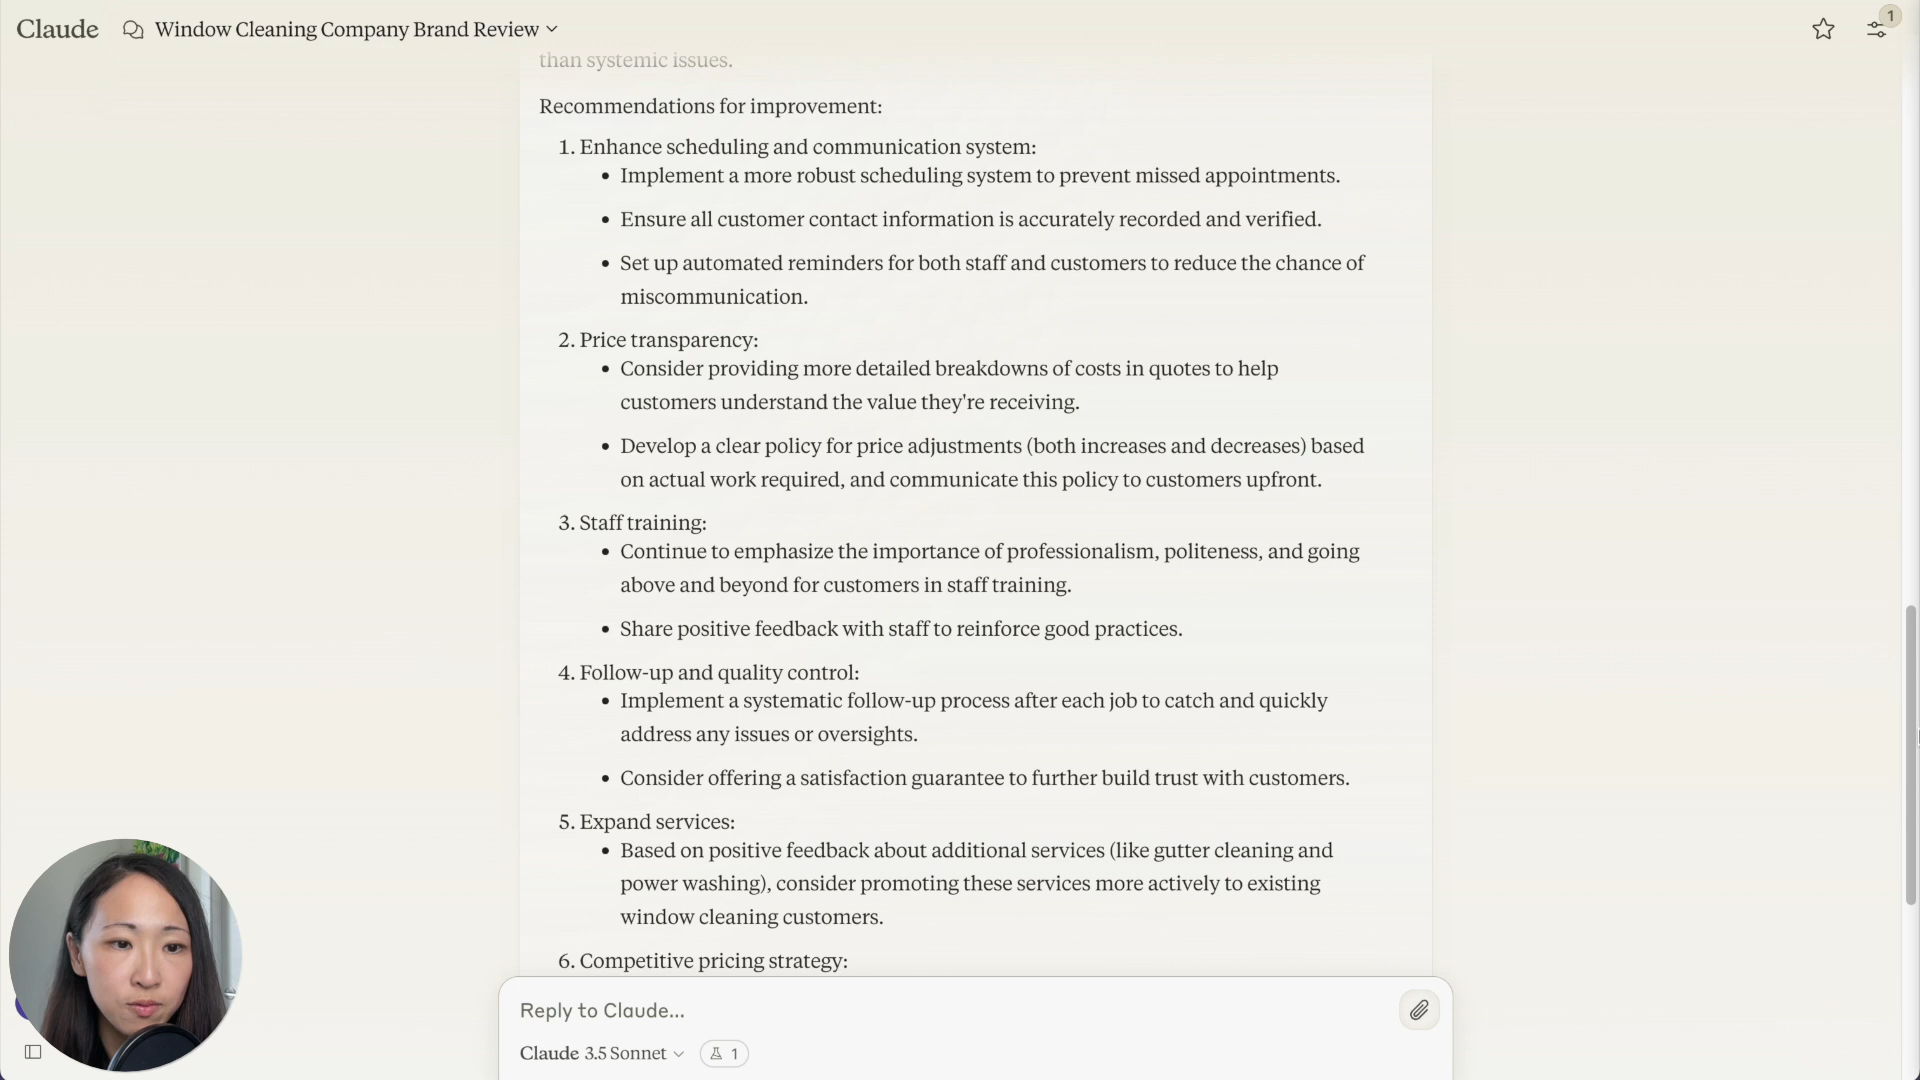 Claude
Window Cleaning Company Brand Review
1
than systemic issues.
Recommendations for improvement:
1. Enhance scheduling and communication system:
• Implement a more robust scheduling system to prevent missed appointments.
• Ensure all customer contact information is accurately recorded and verified.
• Set up automated reminders for both staff and customers to reduce the chance of
miscommunication.
2. Price transparency:
• Consider providing more detailed breakdowns of costs in quotes to help
customers understand the value they're receiving.
• Develop a clear policy for price adjustments (both increases and decreases) based
on actual work required, and communicate this policy to customers upfront.
3. Staff training:
• Continue to emphasize the importance of professionalism, politeness, and going
above and beyond for customers in staff training.
• Share positive feedback with staff to reinforce good practices.
4. Follow-up and quality control:
• Implement a systematic follow-up process after each job to catch and quickly
address any issues or oversights.
• Consider offering a satisfaction guarantee to further build trust with customers.
5. Expand services:
• Based on positive feedback about additional services (like gutter cleaning and
power washing), consider promoting these services more actively to existing
window cleaning customers.
6. Competitive pricing strategy:
Reply to Claude...
Claude 3.5 Sonnet
1